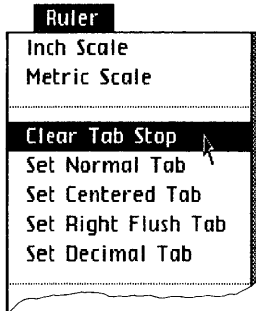 Ruler
Inch Scale
Metric Scale
Clear Tab Stop
Set Normal Tab
Set Centered Tab
Set Right Flush Tab
Set Decimal Tab